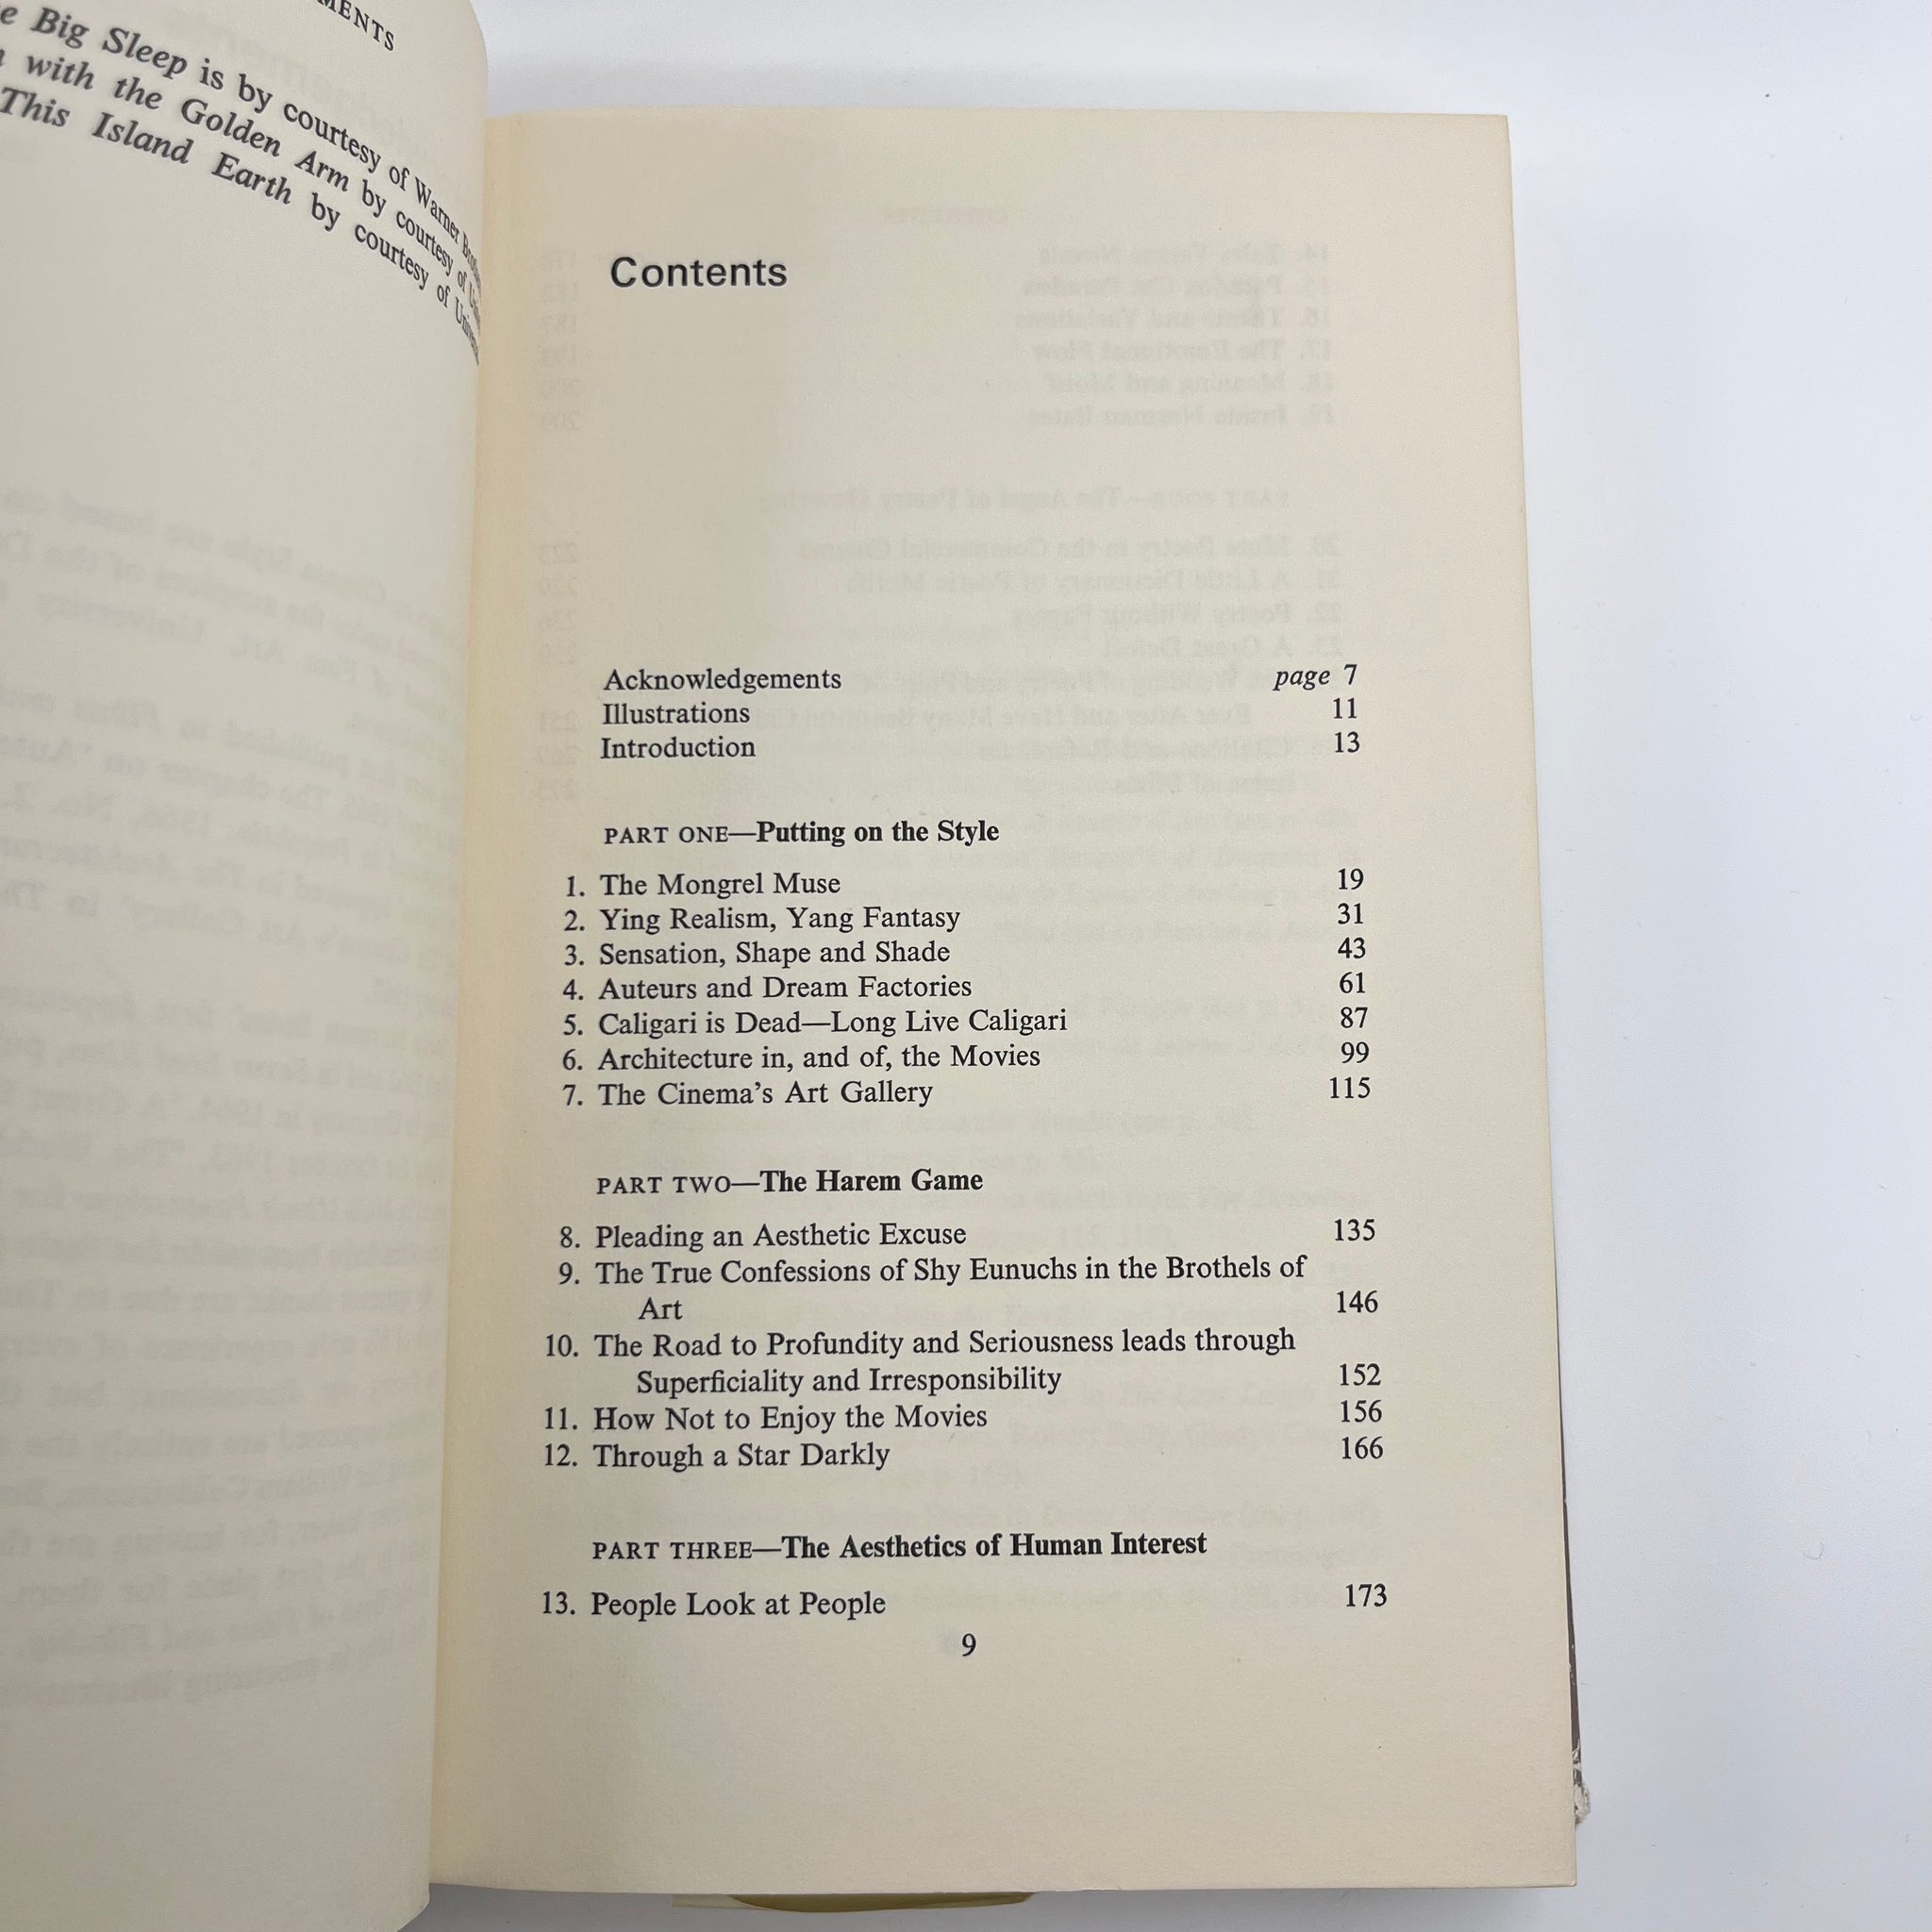 MENTS
Big Sleep is by courtesy of Warner
with the Golden Arm by courtesy of
This Island Earth by courtesy of
Contents
Acknowledgements page 7
Illustrations 11
Introduction 13
PART ONE—Putting on the Style
1. The Mongrel Muse 19
2. Ying Realism, Yang Fantasy 31
3. Sensation, Shape and Shade 43
4. Auteurs and Dream Factories 61
5. Caligari is Dead—Long Live Caligari 87
6. Architecture in, and of, the Movies 99
7. The Cinema's Art Gallery 115
PART TWO—The Harem Game
8. Pleading an Aesthetic Excuse 135
9. The True Confessions of Shy Eunuchs in the Brothels of
Art 146
10. The Road to Profundity and Seriousness leads through
Superficiality and Irresponsibility 152
11. How Not to Enjoy the Movies 156
12. Through a Star Darkly 166
PART THREE—The Aesthetics of Human Interest
13. People Look at People 173
9